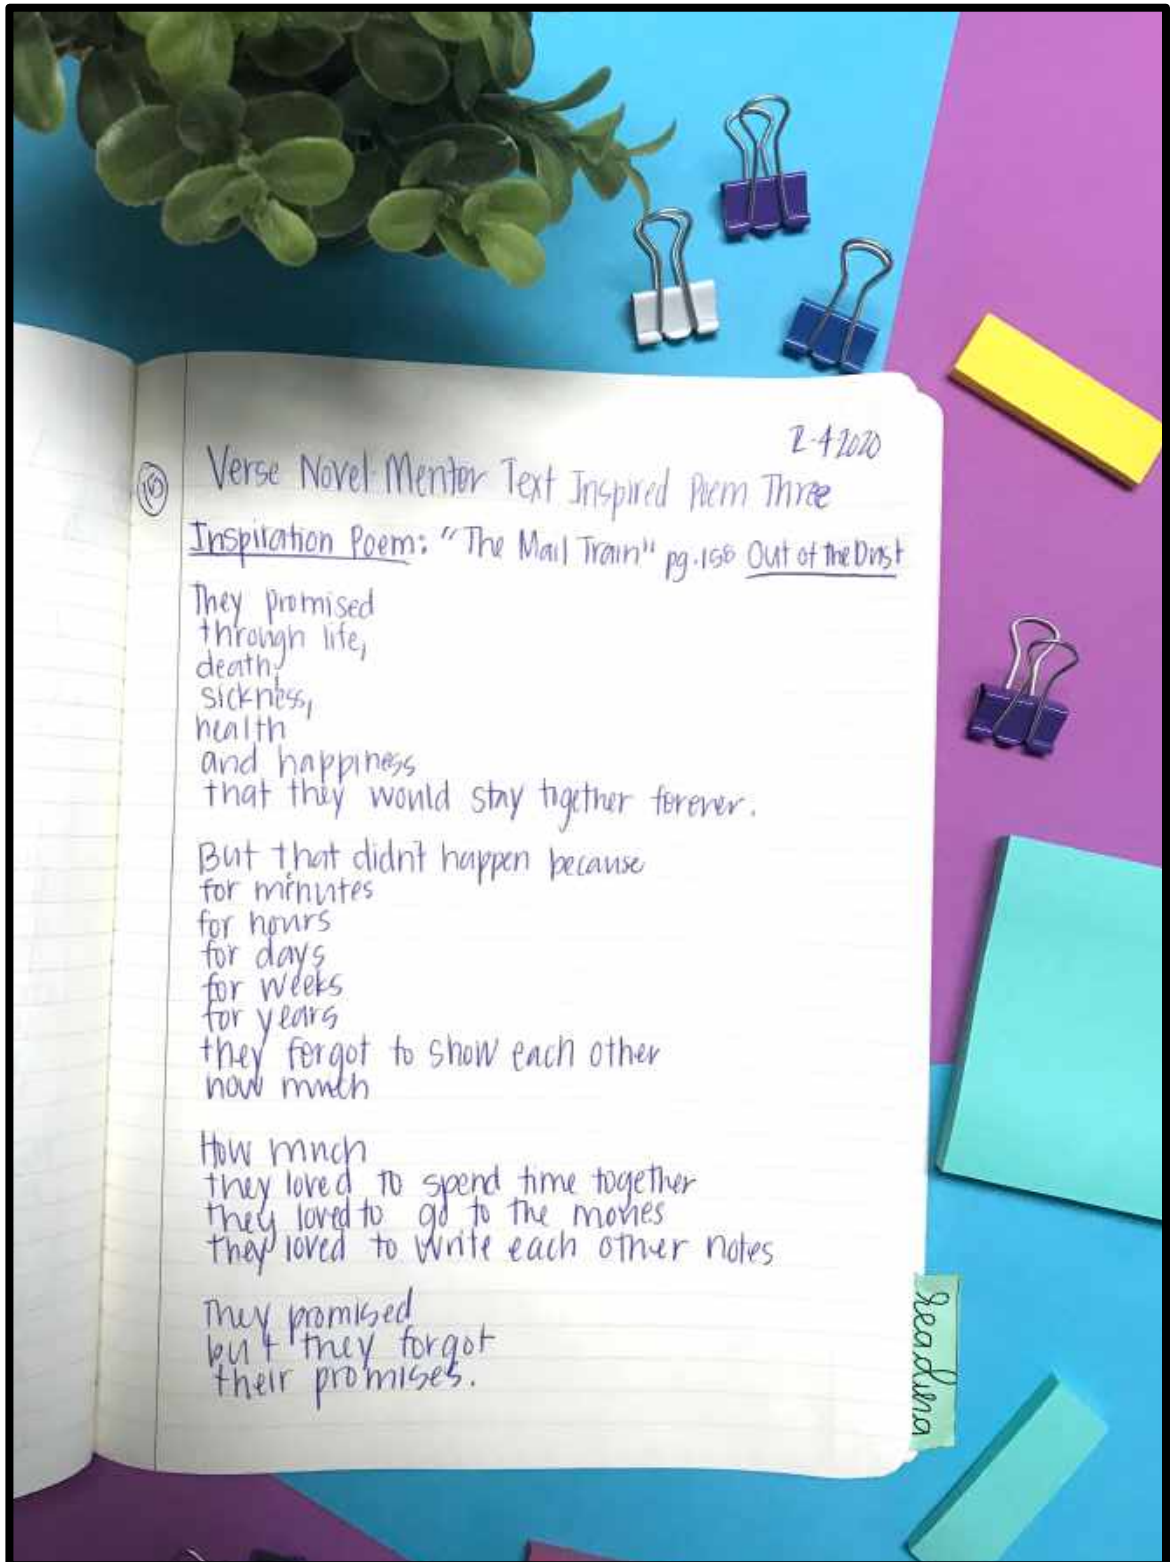 2-4-2020
Verse Novel Mentor Text Inspired Poem Three
Inspiration Poem: "The Mail Train" pg. 158 Out of the Dust
They promised
through life,
death,
sickness,
health
and happiness
that they would stay together forever.
But that didn't happen because
for minutes
for hours
for days
for weeks
for years
they forgot to show each other
how much
How much
they loved to spend time together
they loved to go to the movies
they loved to write each other notes
They promised
but they forgot
their promises.
reading